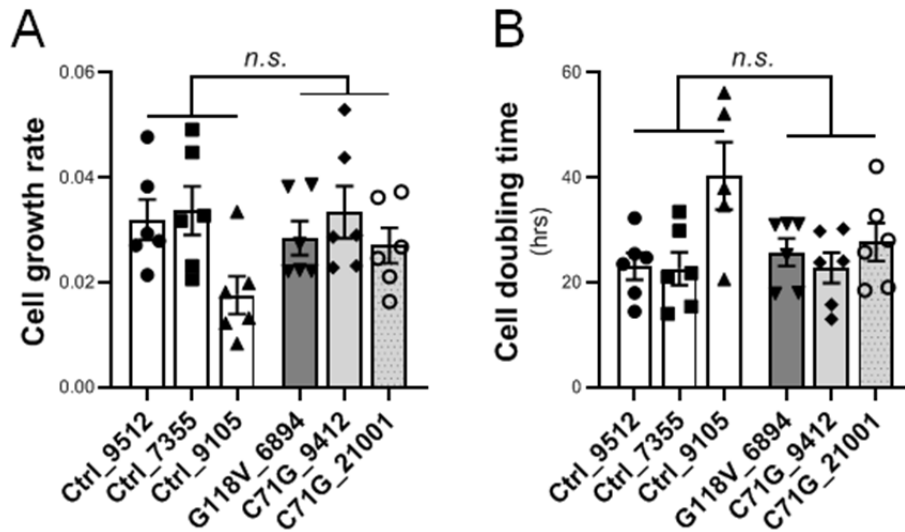 A
n.s.
Cell growth rate
0.06
0.04
0.02
0.00
Ctrl_9512
Ctrl_7355
Ctrl_9105
G118V_6894
C71G_9412
C71G_21001
B
n.s.
Cell doubling time
(hrs)
60
40
20
0
Ctrl_9512
Ctrl_7355
Ctrl_9105
G118V_6894
C71G_9412
C71G_21001